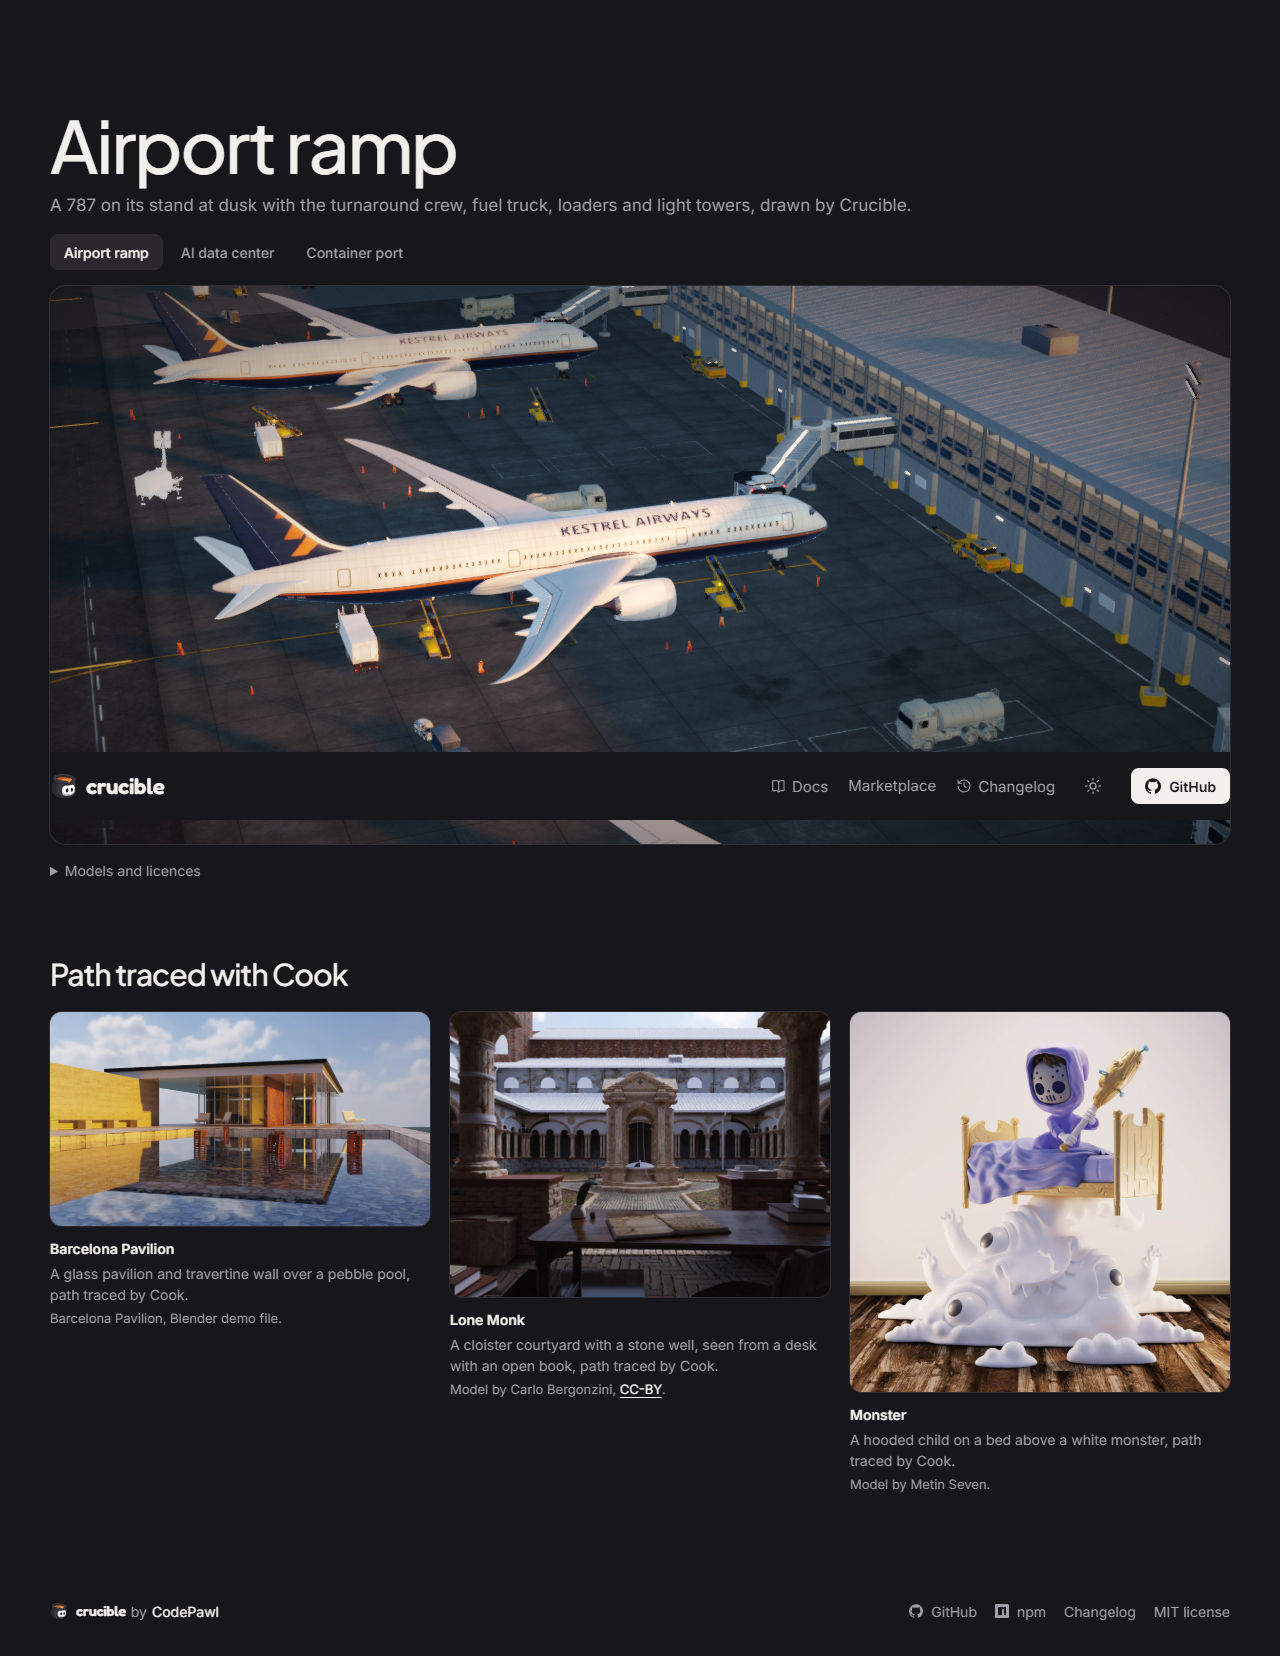 Airport ramp
A 787 on its stand at dusk with the turnaround crew, fuel truck, loaders and light towers, drawn by Crucible.
Airport ramp AI data center Container port
KESTREL AIRWAYS
KESTREL AIRWAYS
crucible Docs Marketplace Changelog GitHub
Models and licences
Path traced with Cook
Barcelona Pavilion
A glass pavilion and travertine wall over a pebble pool,
path traced by Cook.
Barcelona Pavilion, Blender demo file.
Lone Monk
A cloister courtyard with a stone well, seen from a desk
with an open book, path traced by Cook.
Model by Carlo Bergonzini, CC-BY.
Monster
A hooded child on a bed above a white monster, path
traced by Cook.
Model by Metin Seven.
crucible by CodePawl GitHub npm Changelog MIT license